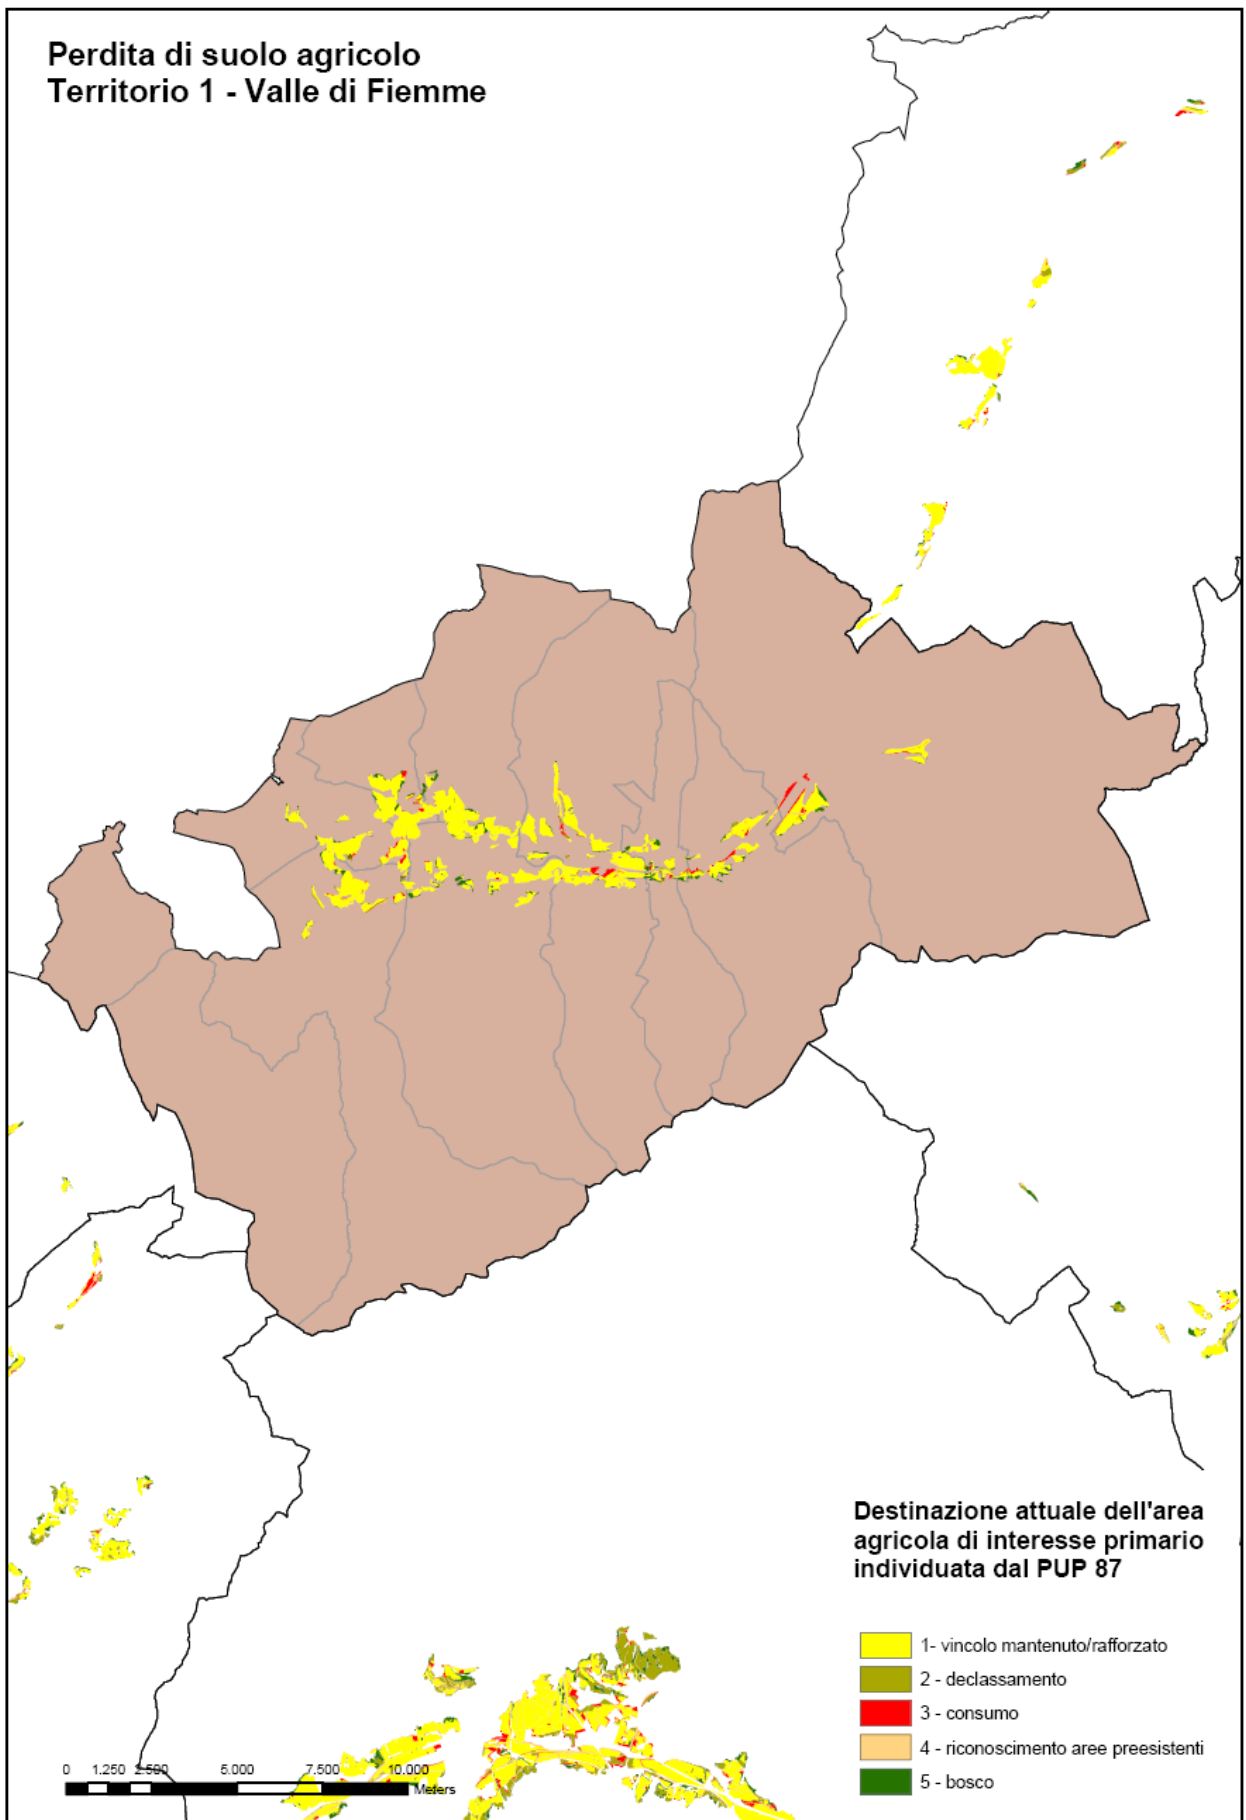 Perdita di suolo agricolo
Territorio 1 - Valle di Fiemme
Destinazione attuale dell'area
agricola di interesse primario
individuata dal PUP 87
1- vincolo mantenuto/rafforzato
2 - declassamento
3 - consumo
4 - riconoscimento aree preesistenti
5 - bosco
0 1.250 2.500 5.000 7.500 10.000
Meters